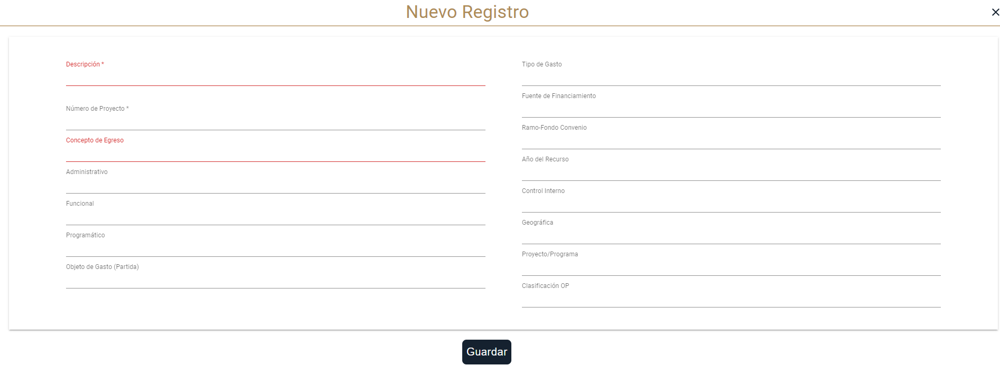 Nuevo Registro
Descripción *
Número de Proyecto *
Concepto de Egreso
Administrativo
Funcional
Programático
Objeto de Gasto (Partida)
Tipo de Gasto
Fuente de Financiamiento
Ramo-Fondo Convenio
Año del Recurso
Control Interno
Geográfica
Proyecto/Programa
Clasificación OP
Guardar